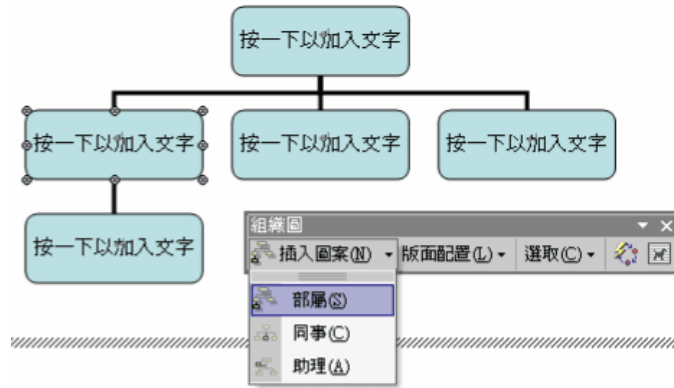 按一下以加入文字
按一下以加入文字 按一下以加入文字 按一下以加入文字
按一下以加入文字
組織圖
插入圖案(N) 版面配置(L) 選取(C)
部屬(S)
同事(C)
助理(A)